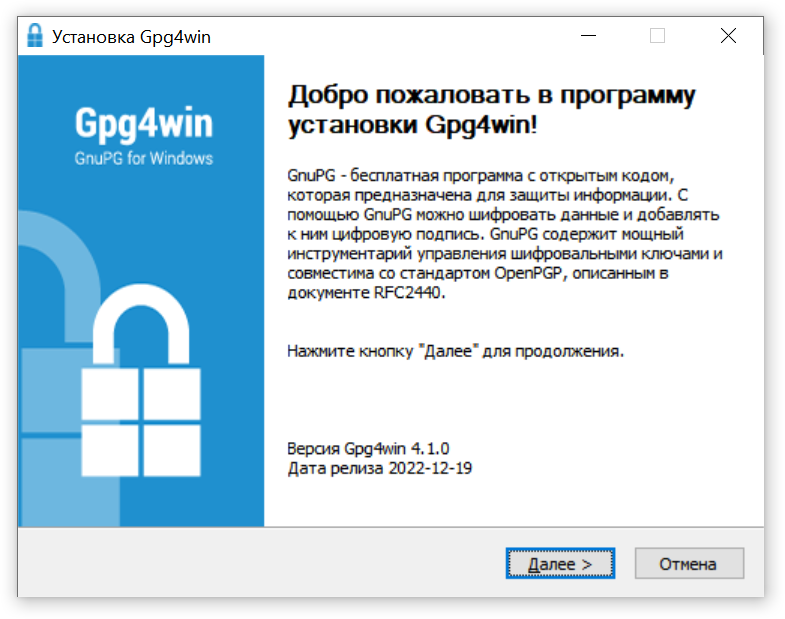 Установка Gpg4win
Gpg4win
GnuPG for Windows
Добро пожаловать в программу
установки Gpg4win!
GnuPG - бесплатная программа с открытым кодом,
которая предназначена для защиты информации. С
помощью GnuPG можно шифровать данные и добавлять
к ним цифровую подпись. GnuPG содержит мощный
инструментарий управления шифровальными ключами и
совместима со стандартом OpenPGP, описанным в
документе RFC2440.
Нажмите кнопку "Далее" для продолжения.
Версия Gpg4win 4.1.0
Дата релиза 2022-12-19
Далее >
Отмена